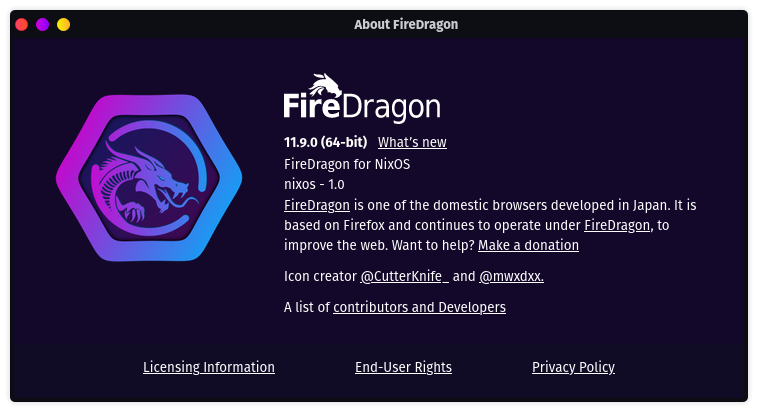 About FireDragon
FireDragon
11.9.0 (64-bit) What's new
FireDragon for NixOS
nixos - 1.0
FireDragon is one of the domestic browsers developed in Japan. It is
based on Firefox and continues to operate under FireDragon, to
improve the web. Want to help? Make a donation
Icon creator @CutterKnife_ and @mwxdxx.
A list of contributors and Developers
Licensing Information End-User Rights Privacy Policy